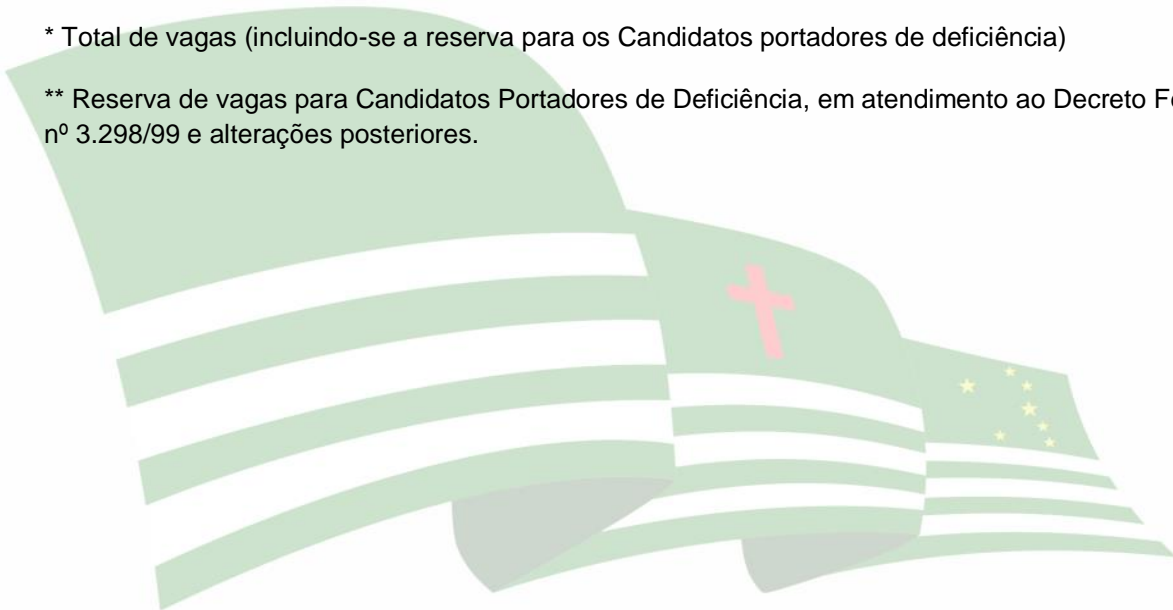 * Total de vagas (incluindo-se a reserva para os Candidatos portadores de deficiência)
** Reserva de vagas para Candidatos Portadores de Deficiência, em atendimento ao Decreto
nº 3.298/99 e alterações posteriores.